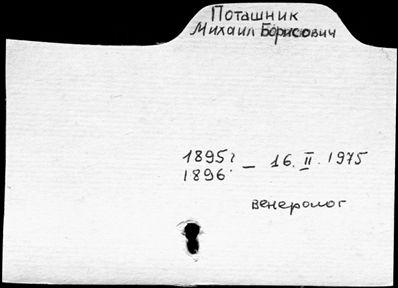 Поташник
Михаил Борисович
1895?
1896. – 16. II. 1975
венеролог